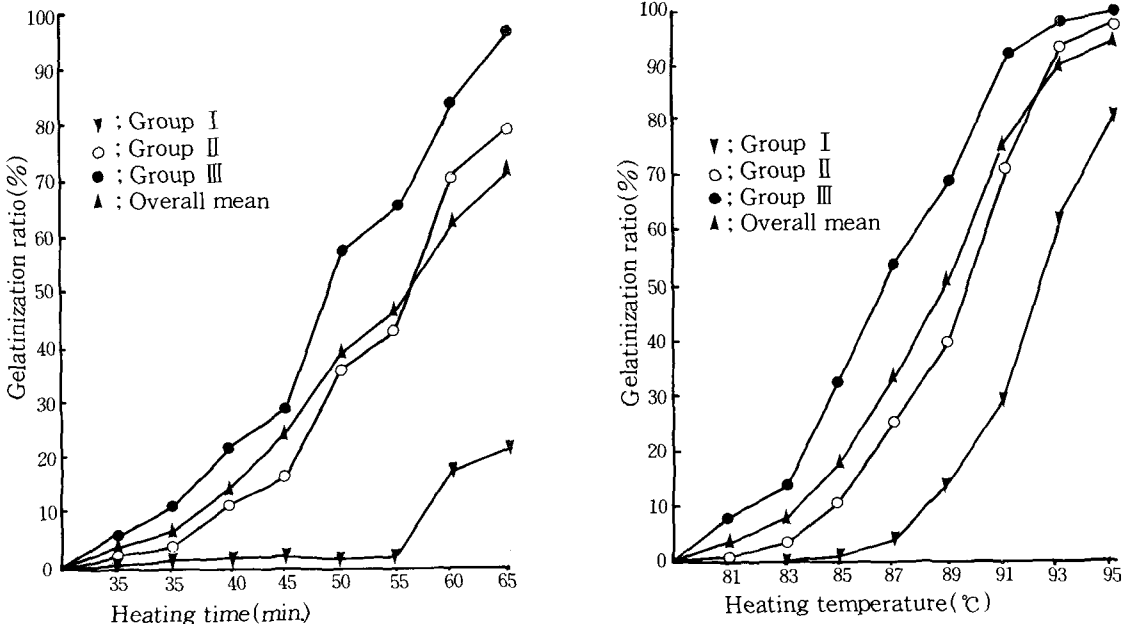 100
90
80
70
60
50
40
30
20
10
0
Gelatinization ratio(%)
; Group Ⅰ
; Group Ⅱ
; Group Ⅲ
; Overall mean
35 35 40 45 50 55 60 65
Heating time(min.)
100
90
80
70
60
50
40
30
20
10
0
Gelatinization ratio(%)
; Group Ⅰ
; Group Ⅱ
; Group Ⅲ
; Overall mean
81 83 85 87 89 91 93 95
Heating temperature(℃)